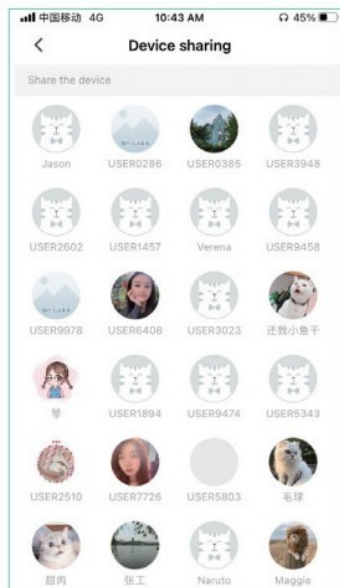 中国移动 4G 10:43 AM 45%
Device sharing
Share the device
Jason USER0286 USER0385 USER3948
USER2602 USER1457 Verena USER9458
USER9978 USER6408 USER3023 还我小鱼干
琴 USER1894 USER9474 USER5343
USER2510 USER7726 USER5803 毛球
甜肉 张工 Naruto Maggie